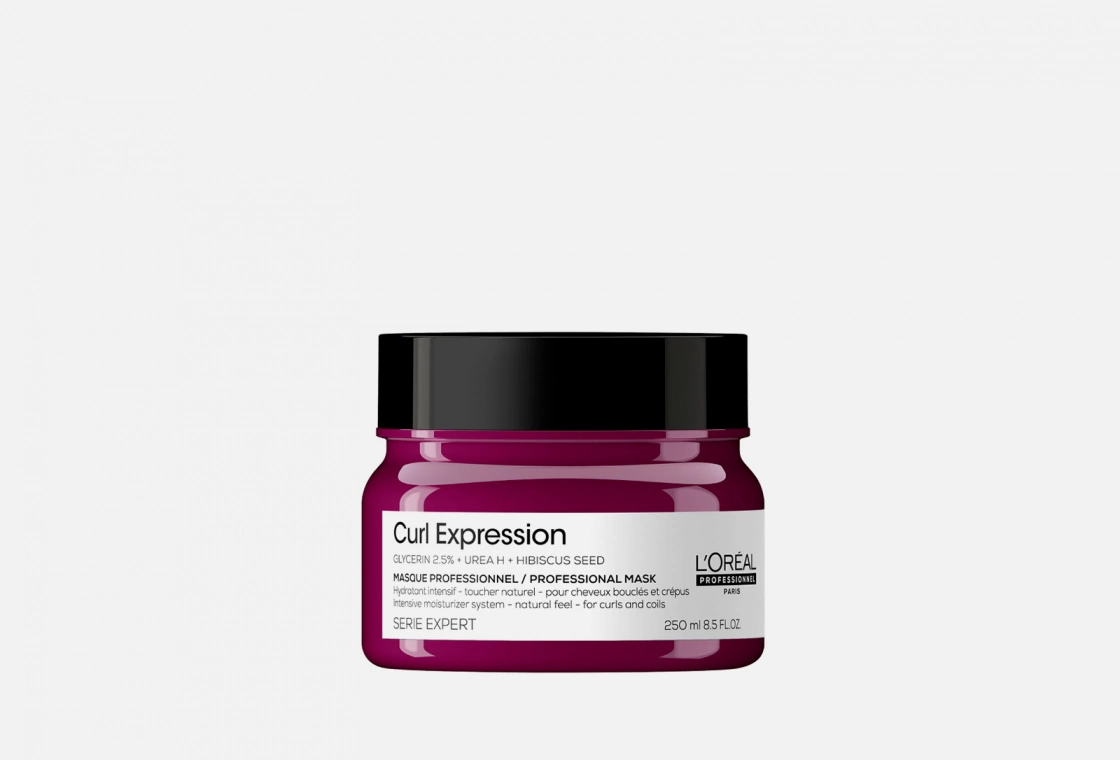 Curl Expression
GLYCERIN 2.5% + UREA H + HIBISCUS SEED
MASQUE PROFESSIONNEL / PROFESSIONAL MASK
Hydratant intensif - toucher naturel - pour cheveux bouclés et crépus
Intensive moisturizer system - natural feel - for curls and coils
SERIE EXPERT
L'ORÉAL
PROFESSIONNEL
PARIS
250 ml 8.5 FL.OZ.